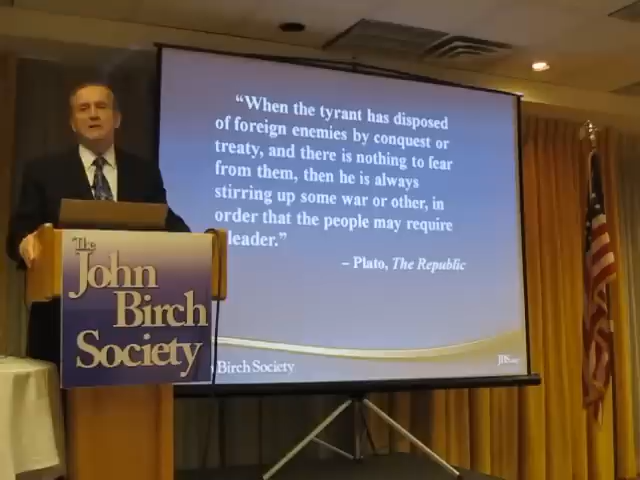 “When the tyrant has disposed
of foreign enemies by conquest or
treaty, and there is nothing to fear
from them, then he is always
stirring up some war or other, in
order that the people may require
leader.”
– Plato, The Republic
The
John
Birch
Society
Birch Society